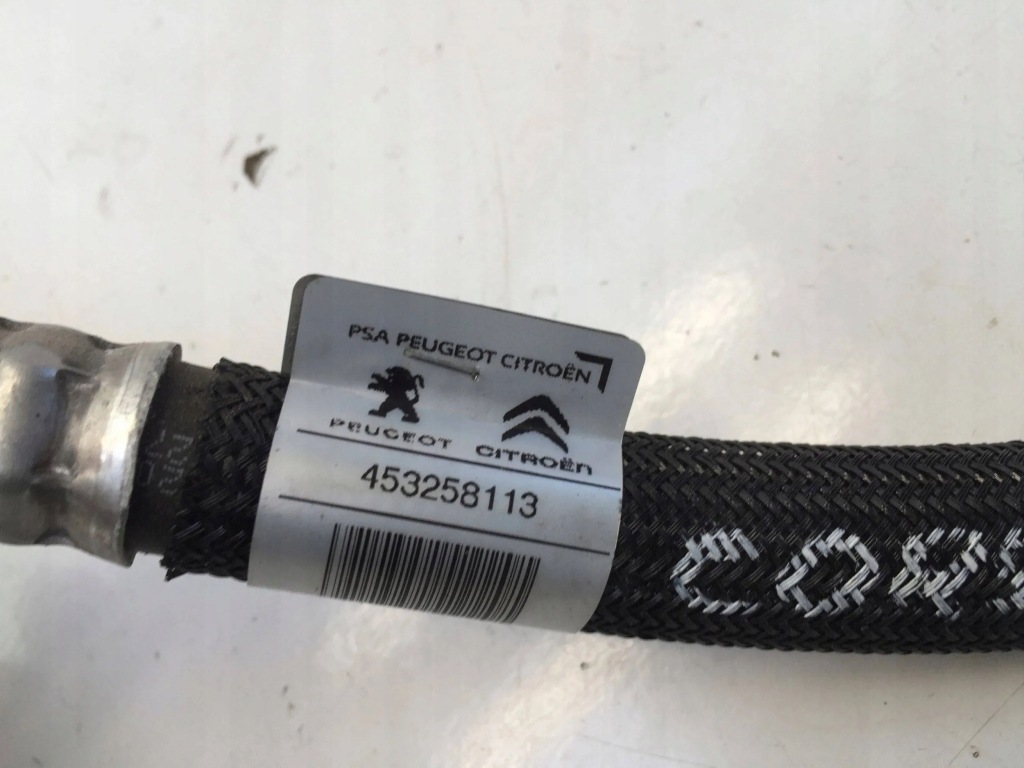 PSA PEUGEOT CITROËN
PEUGEOT
CITROËN
453258113